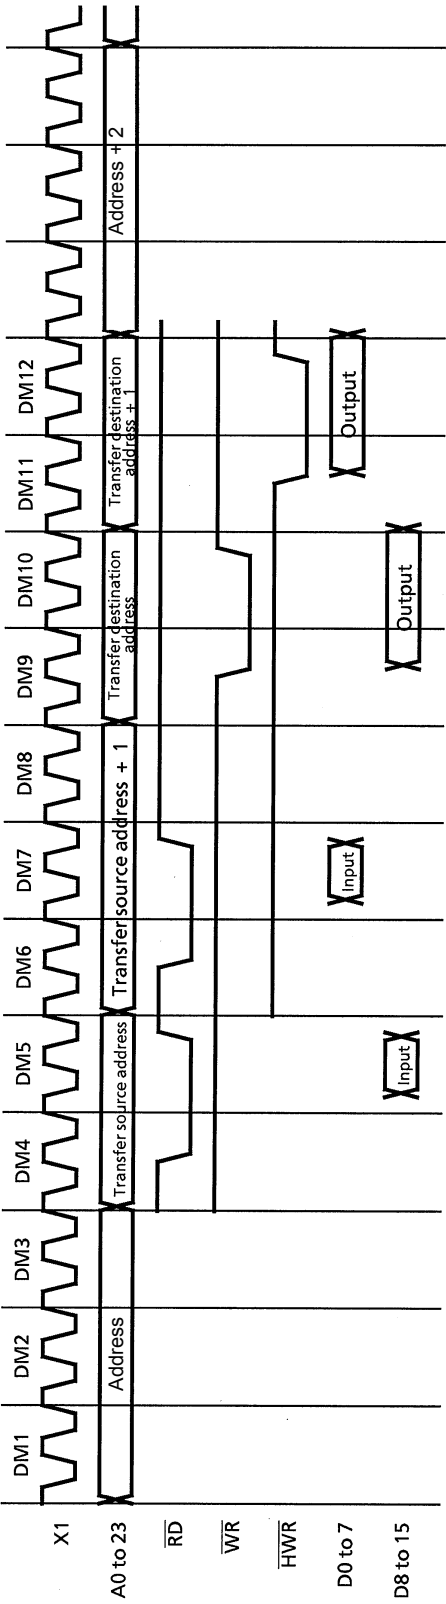 DM1 DM2 DM3 DM4 DM5 DM6 DM7 DM8 DM9 DM10 DM11 DM12
X1
A0 to 23
Address
Transfer source address
Transfer source address + 1
Transfer destination
address
Transfer destination
address + 1
Address + 2
RD
WR
HWR
D0 to 7
Input
Output
D8 to 15
Input
Output